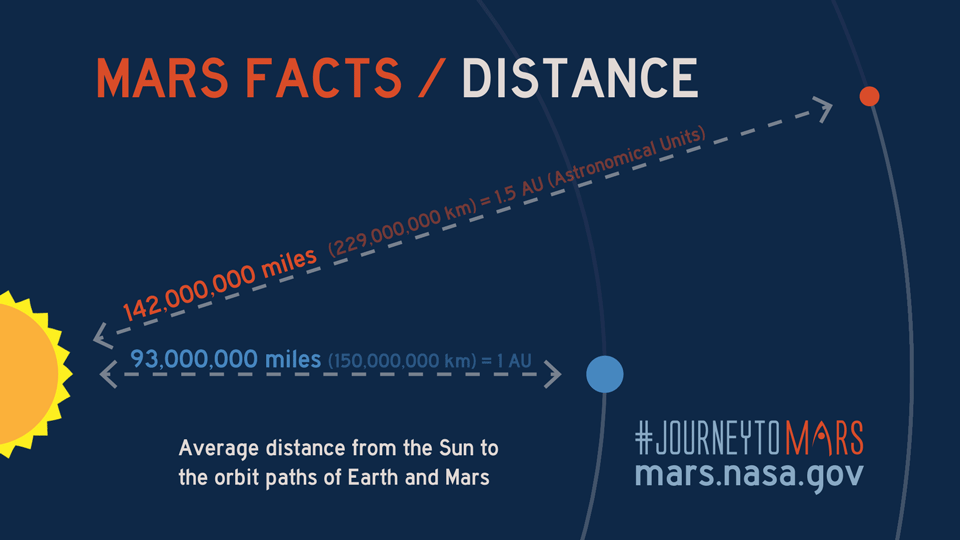 MARS FACTS / DISTANCE
142,000,000 miles (229,000,000 km) = 1.5 AU (Astronomical Units)
93,000,000 miles (150,000,000 km) = 1 AU
Average distance from the Sun to
the orbit paths of Earth and Mars
#JOURNEYTOMARS
mars.nasa.gov